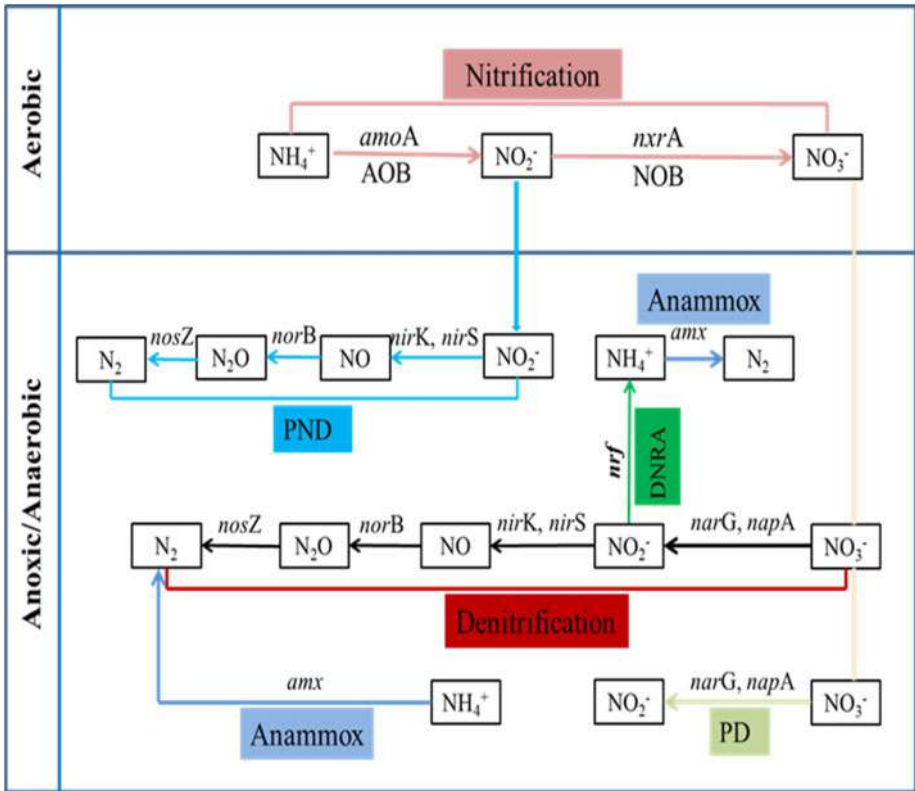 Aerobic
Nitrification
NH₄⁺
amoA
AOB
NO₂⁻
nxrA
NOB
NO₃⁻
Anoxic/Anaerobic
Anammox
N₂
nosZ
N₂O
norB
NO
nirK, nirS
NO₂⁻
NH₄⁺
amx
N₂
PND
nrf
DNRA
N₂
nosZ
N₂O
norB
NO
nirK, nirS
NO₂⁻
narG, napA
NO₃⁻
Denitrification
amx
NH₄⁺
Anammox
NO₂⁻
narG, napA
NO₃⁻
PD